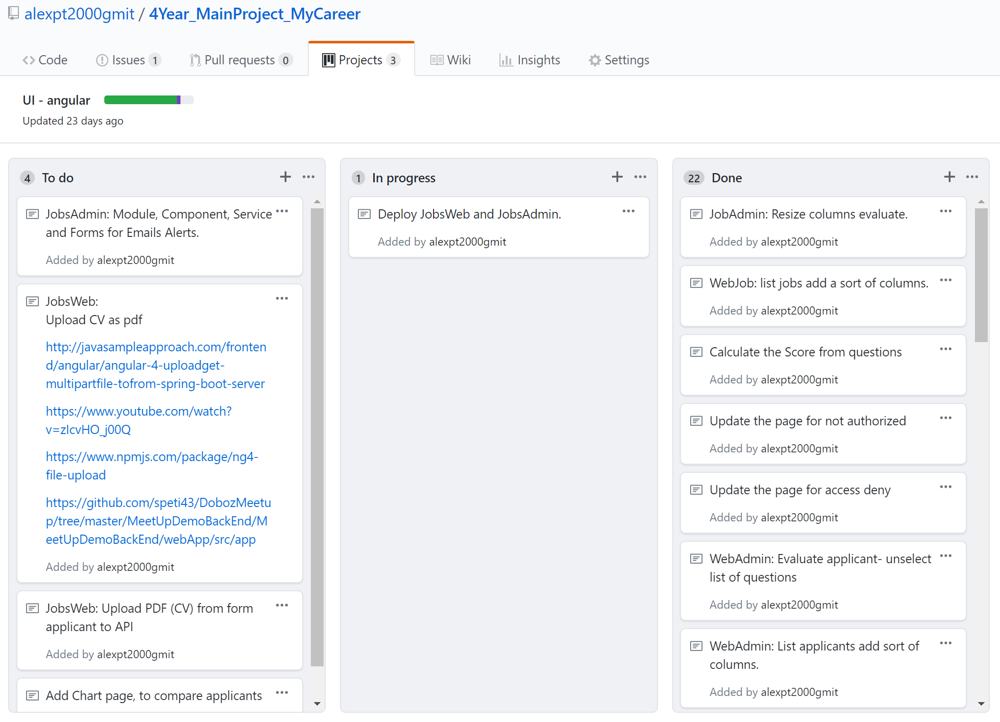 alexpt2000gmit / 4Year_MainProject_MyCareer
Code Issues 1 Pull requests 0 Projects 3 Wiki Insights Settings
UI - angular
Updated 23 days ago
4 To do
JobsAdmin: Module, Component, Service
and Forms for Emails Alerts.
Added by alexpt2000gmit
JobsWeb:
Upload CV as pdf
http://javasampleapproach.com/fronten
d/angular/angular-4-uploadget-
multipartfile-tofrom-spring-boot-server
https://www.youtube.com/watch?
v=zIcvHO_j00Q
https://www.npmjs.com/package/ng4-
file-upload
https://github.com/speti43/DobozMeetu
p/tree/master/MeetUpDemoBackEnd/M
eetUpDemoBackEnd/webApp/src/app
Added by alexpt2000gmit
JobsWeb: Upload PDF (CV) from form
applicant to API
Added by alexpt2000gmit
Add Chart page, to compare applicants
1 In progress
Deploy JobsWeb and JobsAdmin.
Added by alexpt2000gmit
22 Done
JobAdmin: Resize columns evaluate.
Added by alexpt2000gmit
WebJob: list jobs add a sort of columns.
Added by alexpt2000gmit
Calculate the Score from questions
Added by alexpt2000gmit
Update the page for not authorized
Added by alexpt2000gmit
Update the page for access deny
Added by alexpt2000gmit
WebAdmin: Evaluate applicant- unselect
list of questions
Added by alexpt2000gmit
WebAdmin: List applicants add sort of
columns.
Added by alexpt2000gmit